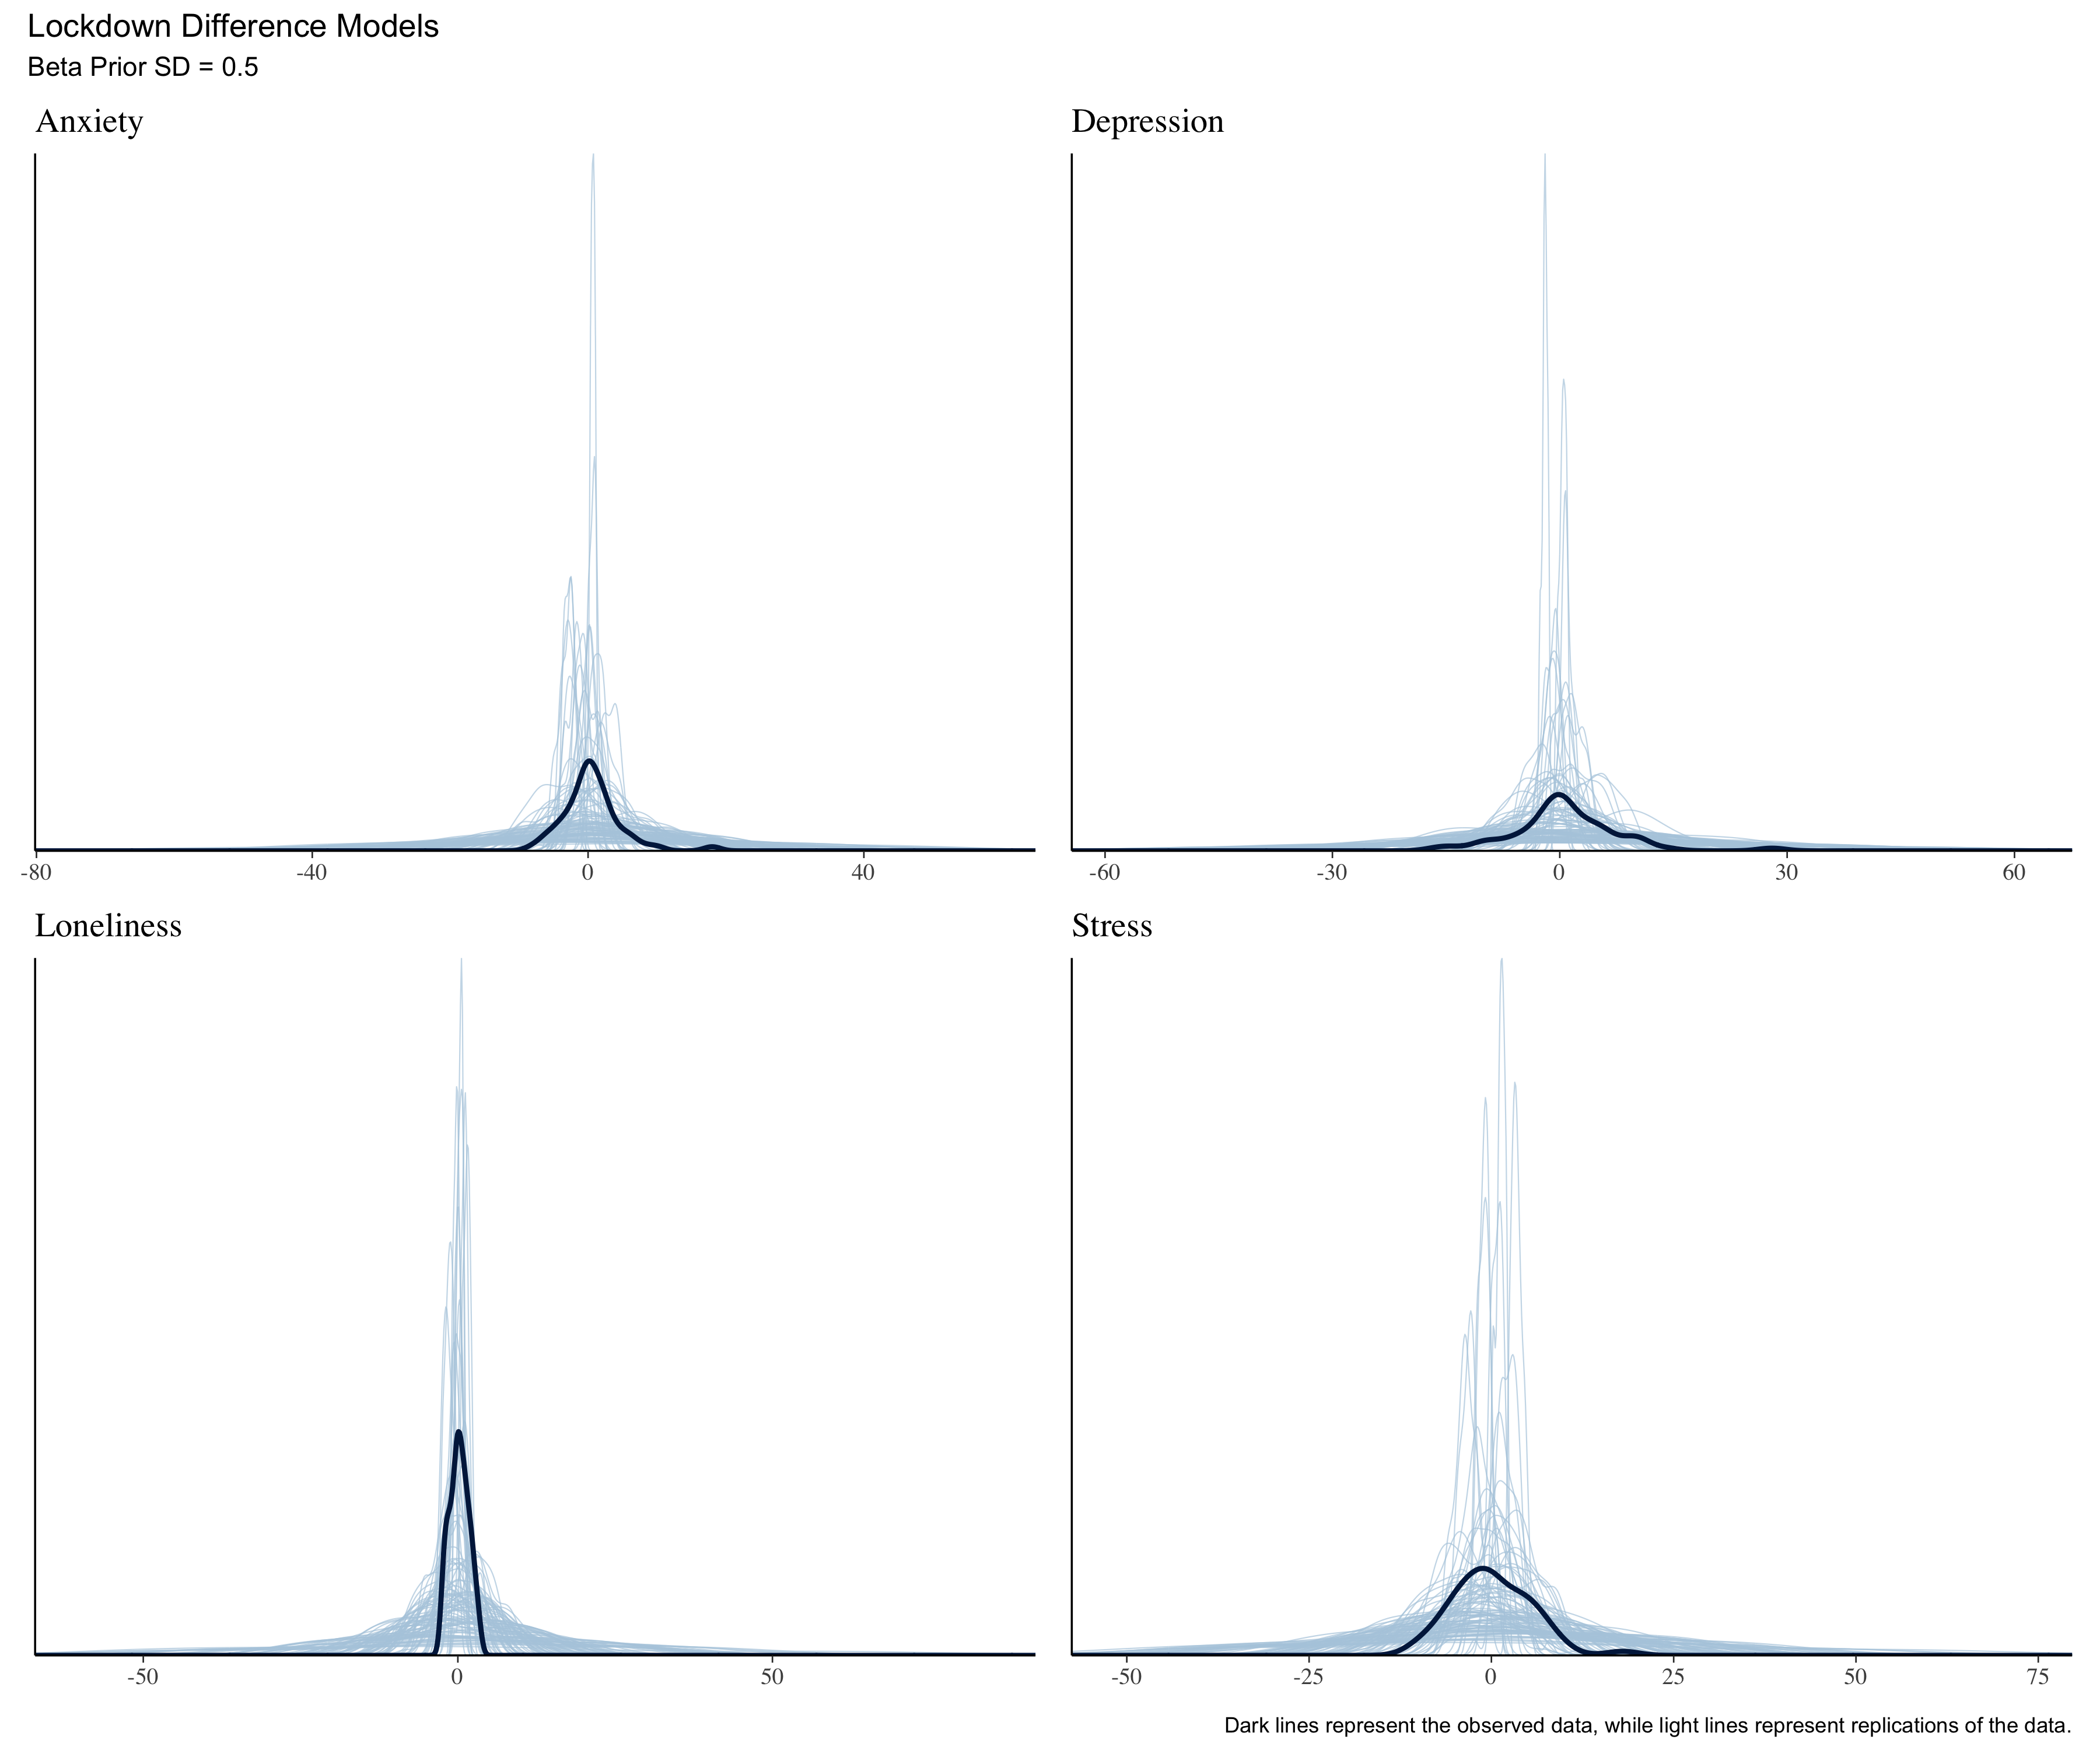 Lockdown Difference Models
Beta Prior SD = 0.5
Anxiety
-80 -40 0 40
Depression
-60 -30 0 30 60
Loneliness
-50 0 50
Stress
-50 -25 0 25 50 75
Dark lines represent the observed data, while light lines represent replications of the data.